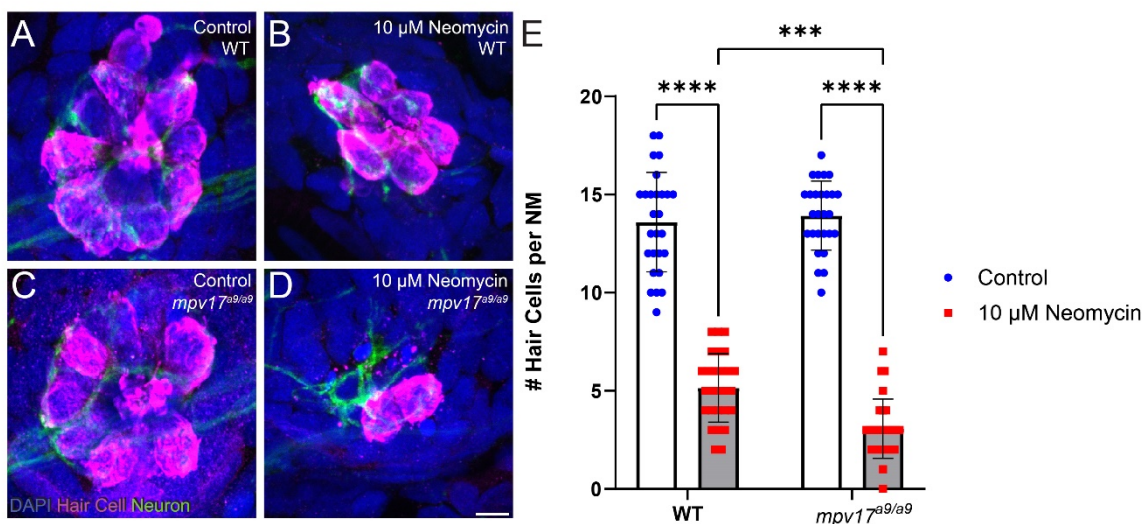 A
Control
WT
B
10 µM Neomycin
WT
C
Control
mpv17a9/a9
DAPI Hair Cell Neuron
D
10 µM Neomycin
mpv17a9/a9
E
***
****
****
# Hair Cells per NM
20
15
10
5
0
WT
mpv17a9/a9
Control
10 µM Neomycin